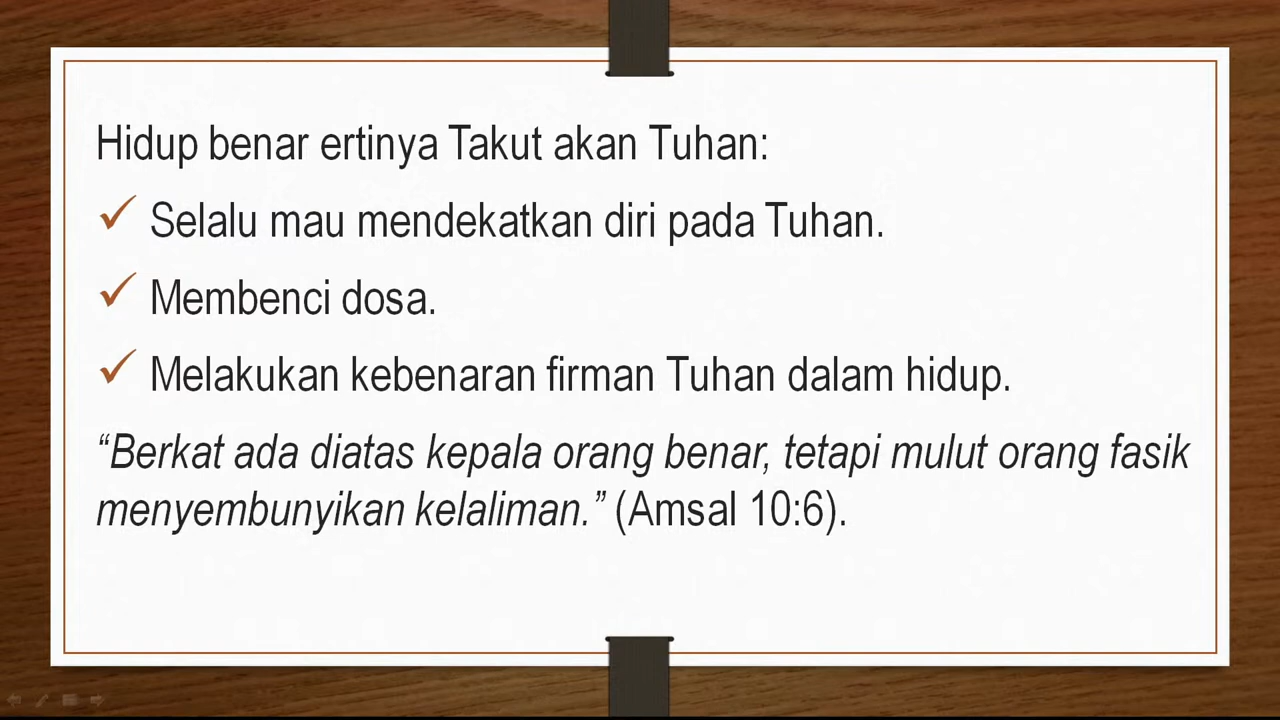 Hidup benar ertinya Takut akan Tuhan:
✓ Selalu mau mendekatkan diri pada Tuhan.
✓ Membenci dosa.
✓ Melakukan kebenaran firman Tuhan dalam hidup.
“Berkat ada diatas kepala orang benar, tetapi mulut orang fasik
menyembunyikan kelaliman.” (Amsal 10:6).